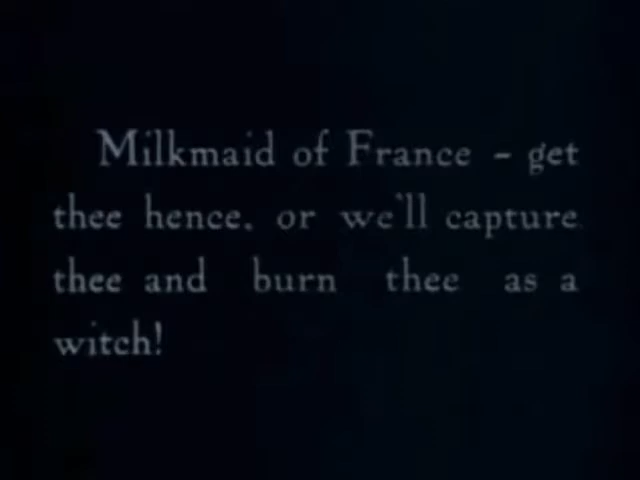 Milkmaid of France - get
thee hence, or we'll capture
thee and burn thee as a
witch!